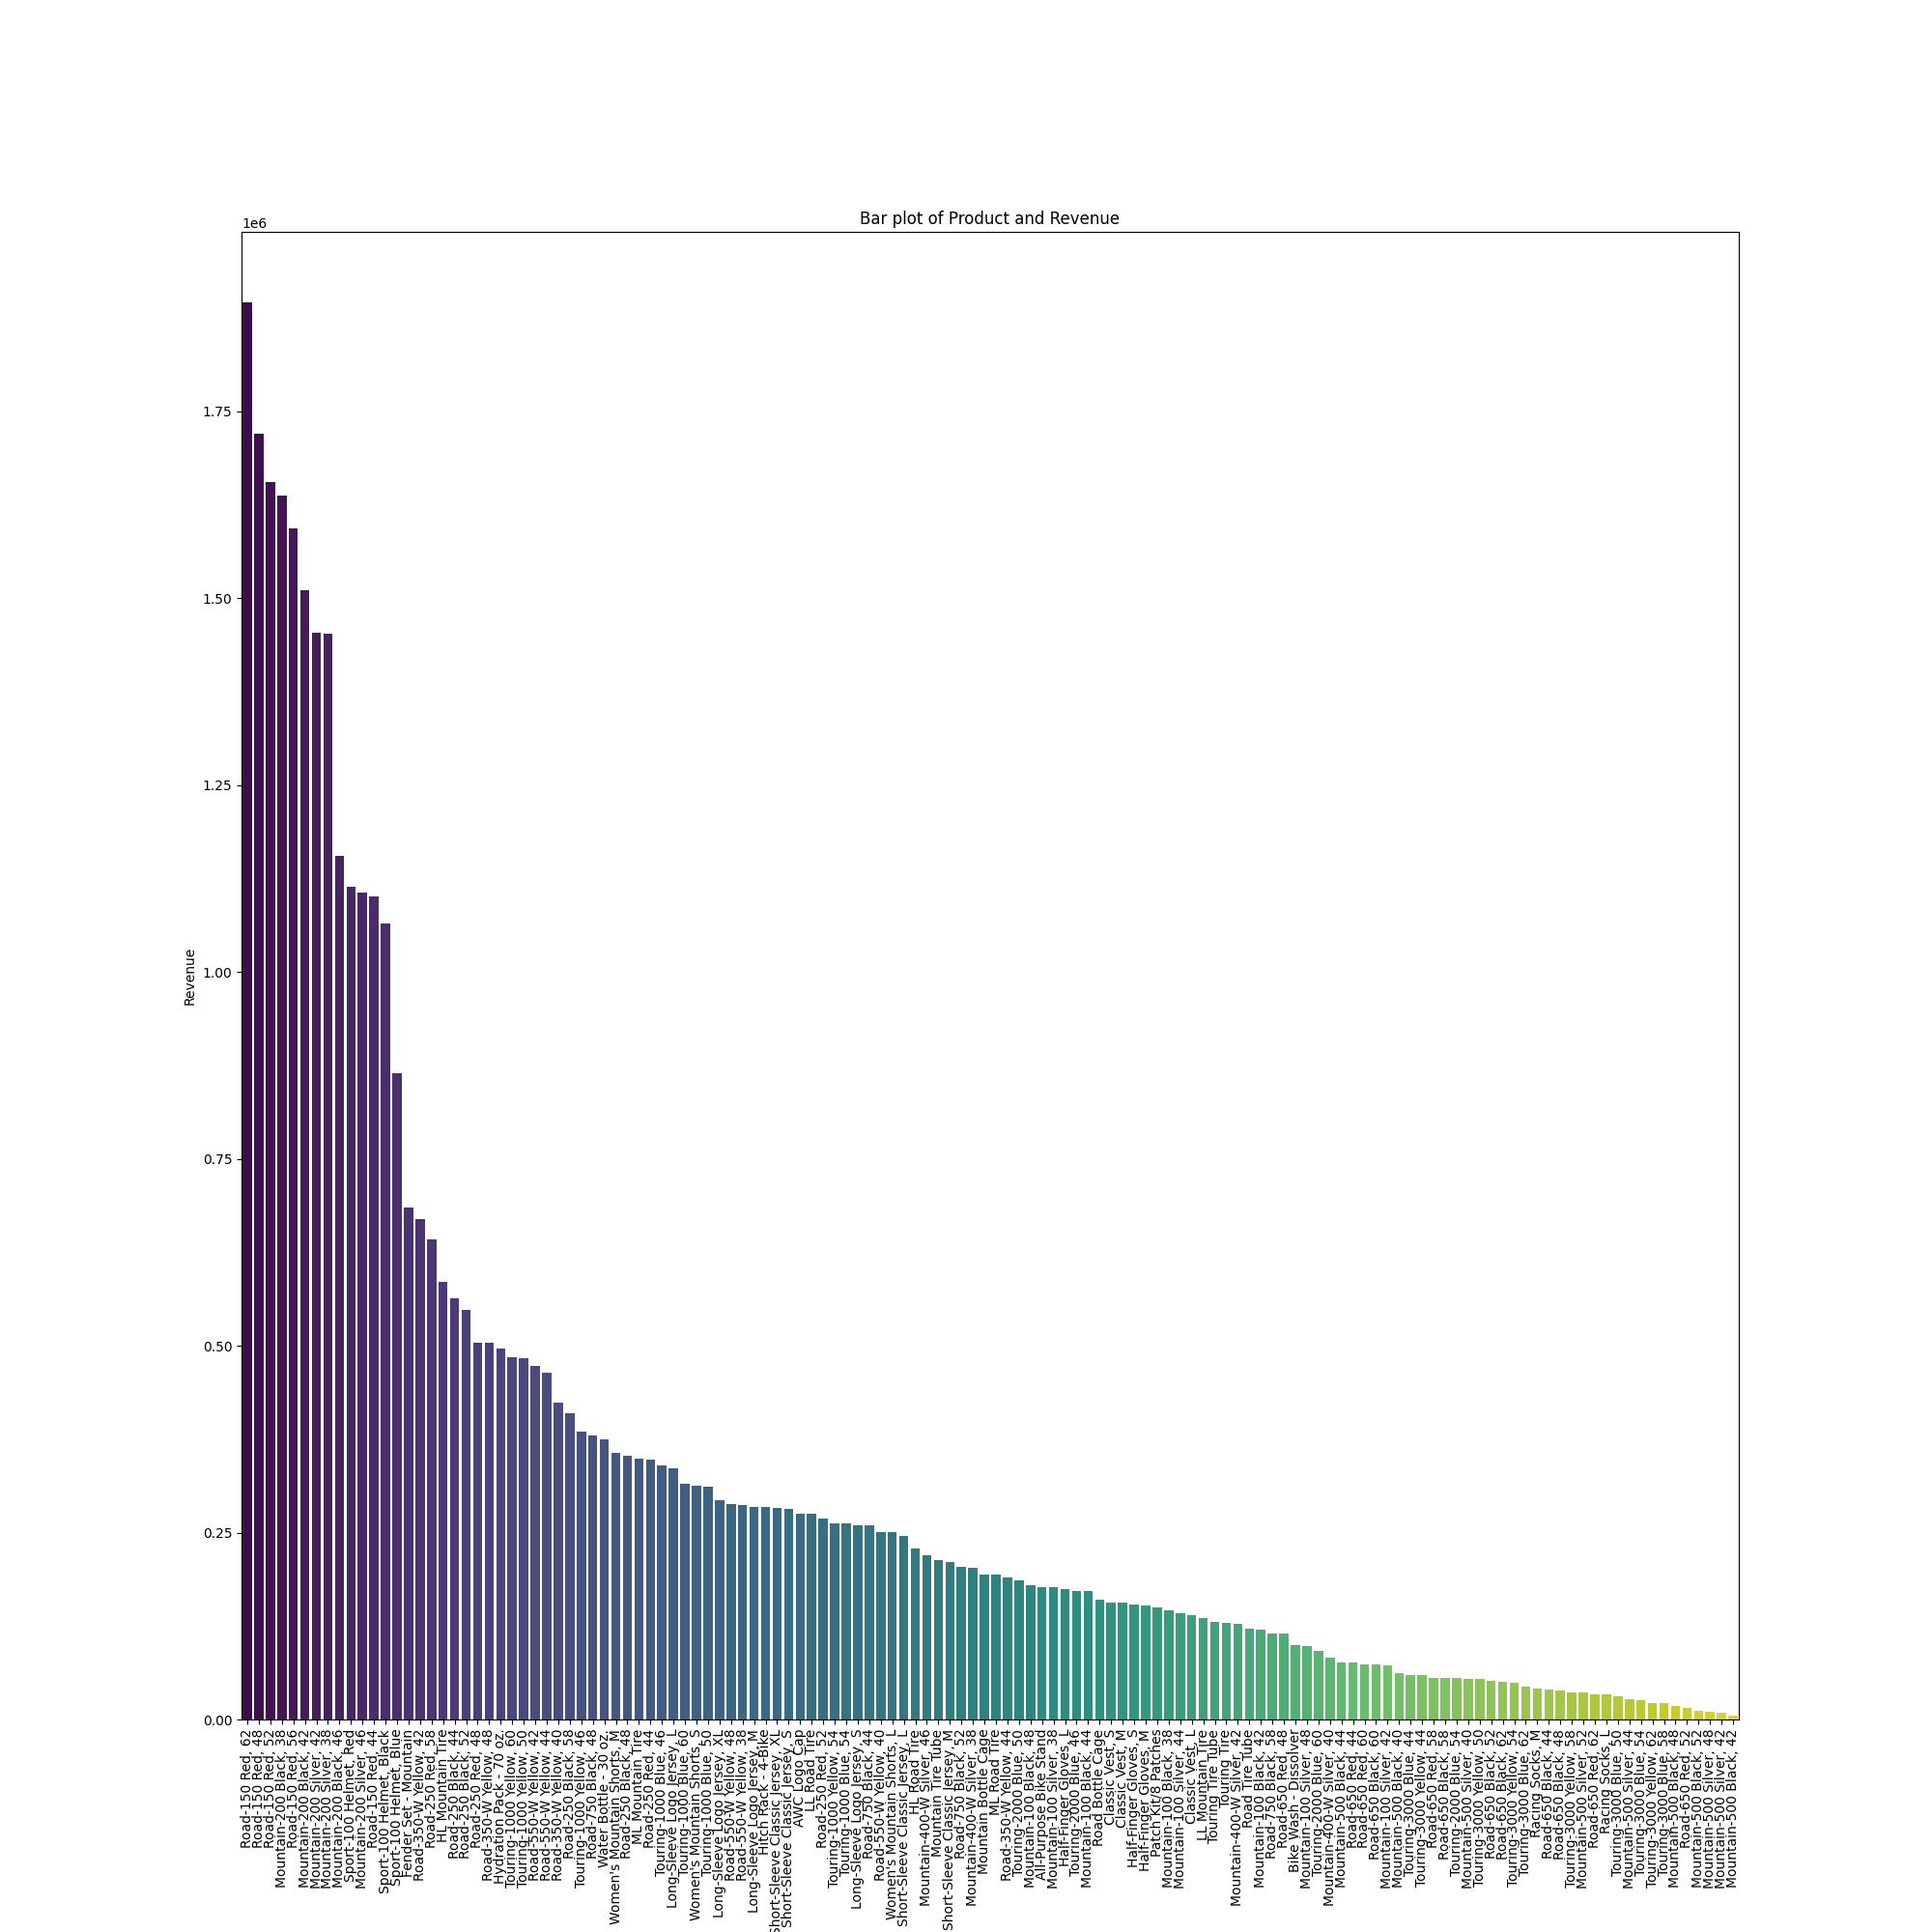 Bar plot of Product and Revenue
1e6
1.75
1.50
1.25
1.00
0.75
0.50
0.25
0.00
Revenue
Road-150 Red, 62
Road-150 Red, 48
Road-150 Red, 52
Mountain-200 Black, 38
Road-150 Red, 56
Mountain-200 Black, 42
Mountain-200 Silver, 42
Mountain-200 Silver, 38
Mountain-200 Black, 46
Sport-100 Helmet, Red
Mountain-200 Silver, 46
Road-150 Red, 44
Sport-100 Helmet, Black
Sport-100 Helmet, Blue
Fender Set - Mountain
Road-350-W Yellow, 42
Road-250 Red, 58
HL Mountain Tire
Road-250 Black, 44
Road-250 Black, 52
Road-250 Red, 48
Road-350-W Yellow, 48
Hydration Pack - 70 oz.
Touring-1000 Yellow, 60
Touring-1000 Yellow, 50
Road-550-W Yellow, 42
Road-550-W Yellow, 44
Road-350-W Yellow, 40
Road-250 Black, 58
Touring-1000 Yellow, 46
Road-750 Black, 48
Water Bottle - 30 oz.
Women's Mountain Shorts, M
Road-250 Black, 48
ML Mountain Tire
Road-250 Red, 44
Touring-1000 Blue, 46
Long-Sleeve Logo Jersey, L
Touring-1000 Blue, 60
Women's Mountain Shorts, S
Touring-1000 Blue, 50
Long-Sleeve Logo Jersey, XL
Road-550-W Yellow, 48
Road-550-W Yellow, 38
Long-Sleeve Logo Jersey, M
Hitch Rack - 4-Bike
Short-Sleeve Classic Jersey, XL
Short-Sleeve Classic Jersey, S
AWC Logo Cap
LL Road Tire
Road-250 Red, 52
Touring-1000 Yellow, 54
Touring-1000 Blue, 54
Long-Sleeve Logo Jersey, S
Road-750 Black, 44
Road-550-W Yellow, 40
Women's Mountain Shorts, L
Short-Sleeve Classic Jersey, L
HL Road Tire
Mountain-400-W Silver, 46
Mountain Tire Tube
Short-Sleeve Classic Jersey, M
Road-750 Black, 52
Mountain-400-W Silver, 38
Mountain Bottle Cage
ML Road Tire
Road-350-W Yellow, 44
Touring-2000 Blue, 50
Mountain-100 Black, 48
All-Purpose Bike Stand
Mountain-100 Silver, 38
Half-Finger Gloves, L
Touring-2000 Blue, 46
Mountain-100 Black, 44
Road Bottle Cage
Classic Vest, S
Classic Vest, M
Half-Finger Gloves, S
Half-Finger Gloves, M
Patch Kit/8 Patches
Mountain-100 Black, 38
Mountain-100 Silver, 44
Classic Vest, L
LL Mountain Tire
Touring Tire Tube
Touring Tire
Mountain-400-W Silver, 42
Road Tire Tube
Mountain-100 Black, 42
Road-750 Black, 58
Road-650 Red, 48
Bike Wash - Dissolver
Mountain-100 Silver, 48
Touring-2000 Blue, 60
Mountain-400-W Silver, 40
Mountain-500 Black, 44
Road-650 Red, 44
Road-650 Red, 60
Road-650 Black, 60
Mountain-100 Silver, 42
Mountain-500 Black, 40
Touring-3000 Blue, 44
Touring-3000 Yellow, 44
Road-650 Red, 58
Road-650 Black, 58
Touring-2000 Blue, 54
Mountain-500 Silver, 40
Touring-3000 Yellow, 50
Road-650 Black, 52
Road-650 Black, 62
Touring-3000 Yellow, 54
Touring-3000 Blue, 62
Racing Socks, M
Road-650 Black, 44
Road-650 Black, 48
Touring-3000 Yellow, 58
Mountain-500 Silver, 52
Road-650 Red, 62
Racing Socks, L
Touring-3000 Blue, 50
Mountain-500 Silver, 44
Touring-3000 Blue, 54
Touring-3000 Yellow, 62
Touring-3000 Blue, 58
Mountain-500 Black, 48
Road-650 Red, 52
Mountain-500 Black, 52
Mountain-500 Silver, 48
Mountain-500 Silver, 42
Mountain-500 Black, 42